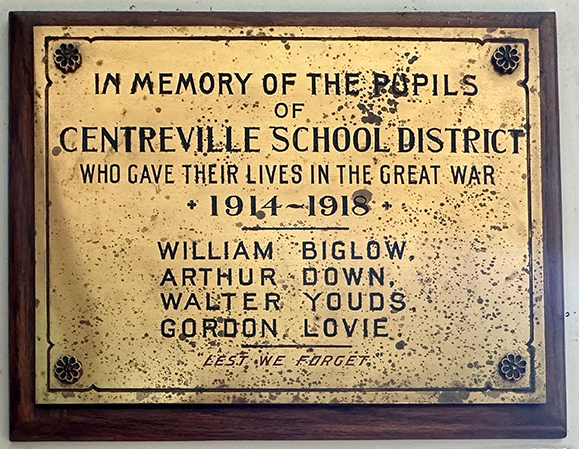 IN MEMORY OF THE PUPILS
OF
CENTREVILLE SCHOOL DISTRICT
WHO GAVE THEIR LIVES IN THE GREAT WAR
• 1914-1918 •
WILLIAM BIGLOW,
ARTHUR DOWN,
WALTER YOUDS
GORDON LOVIE.
LEST WE FORGET